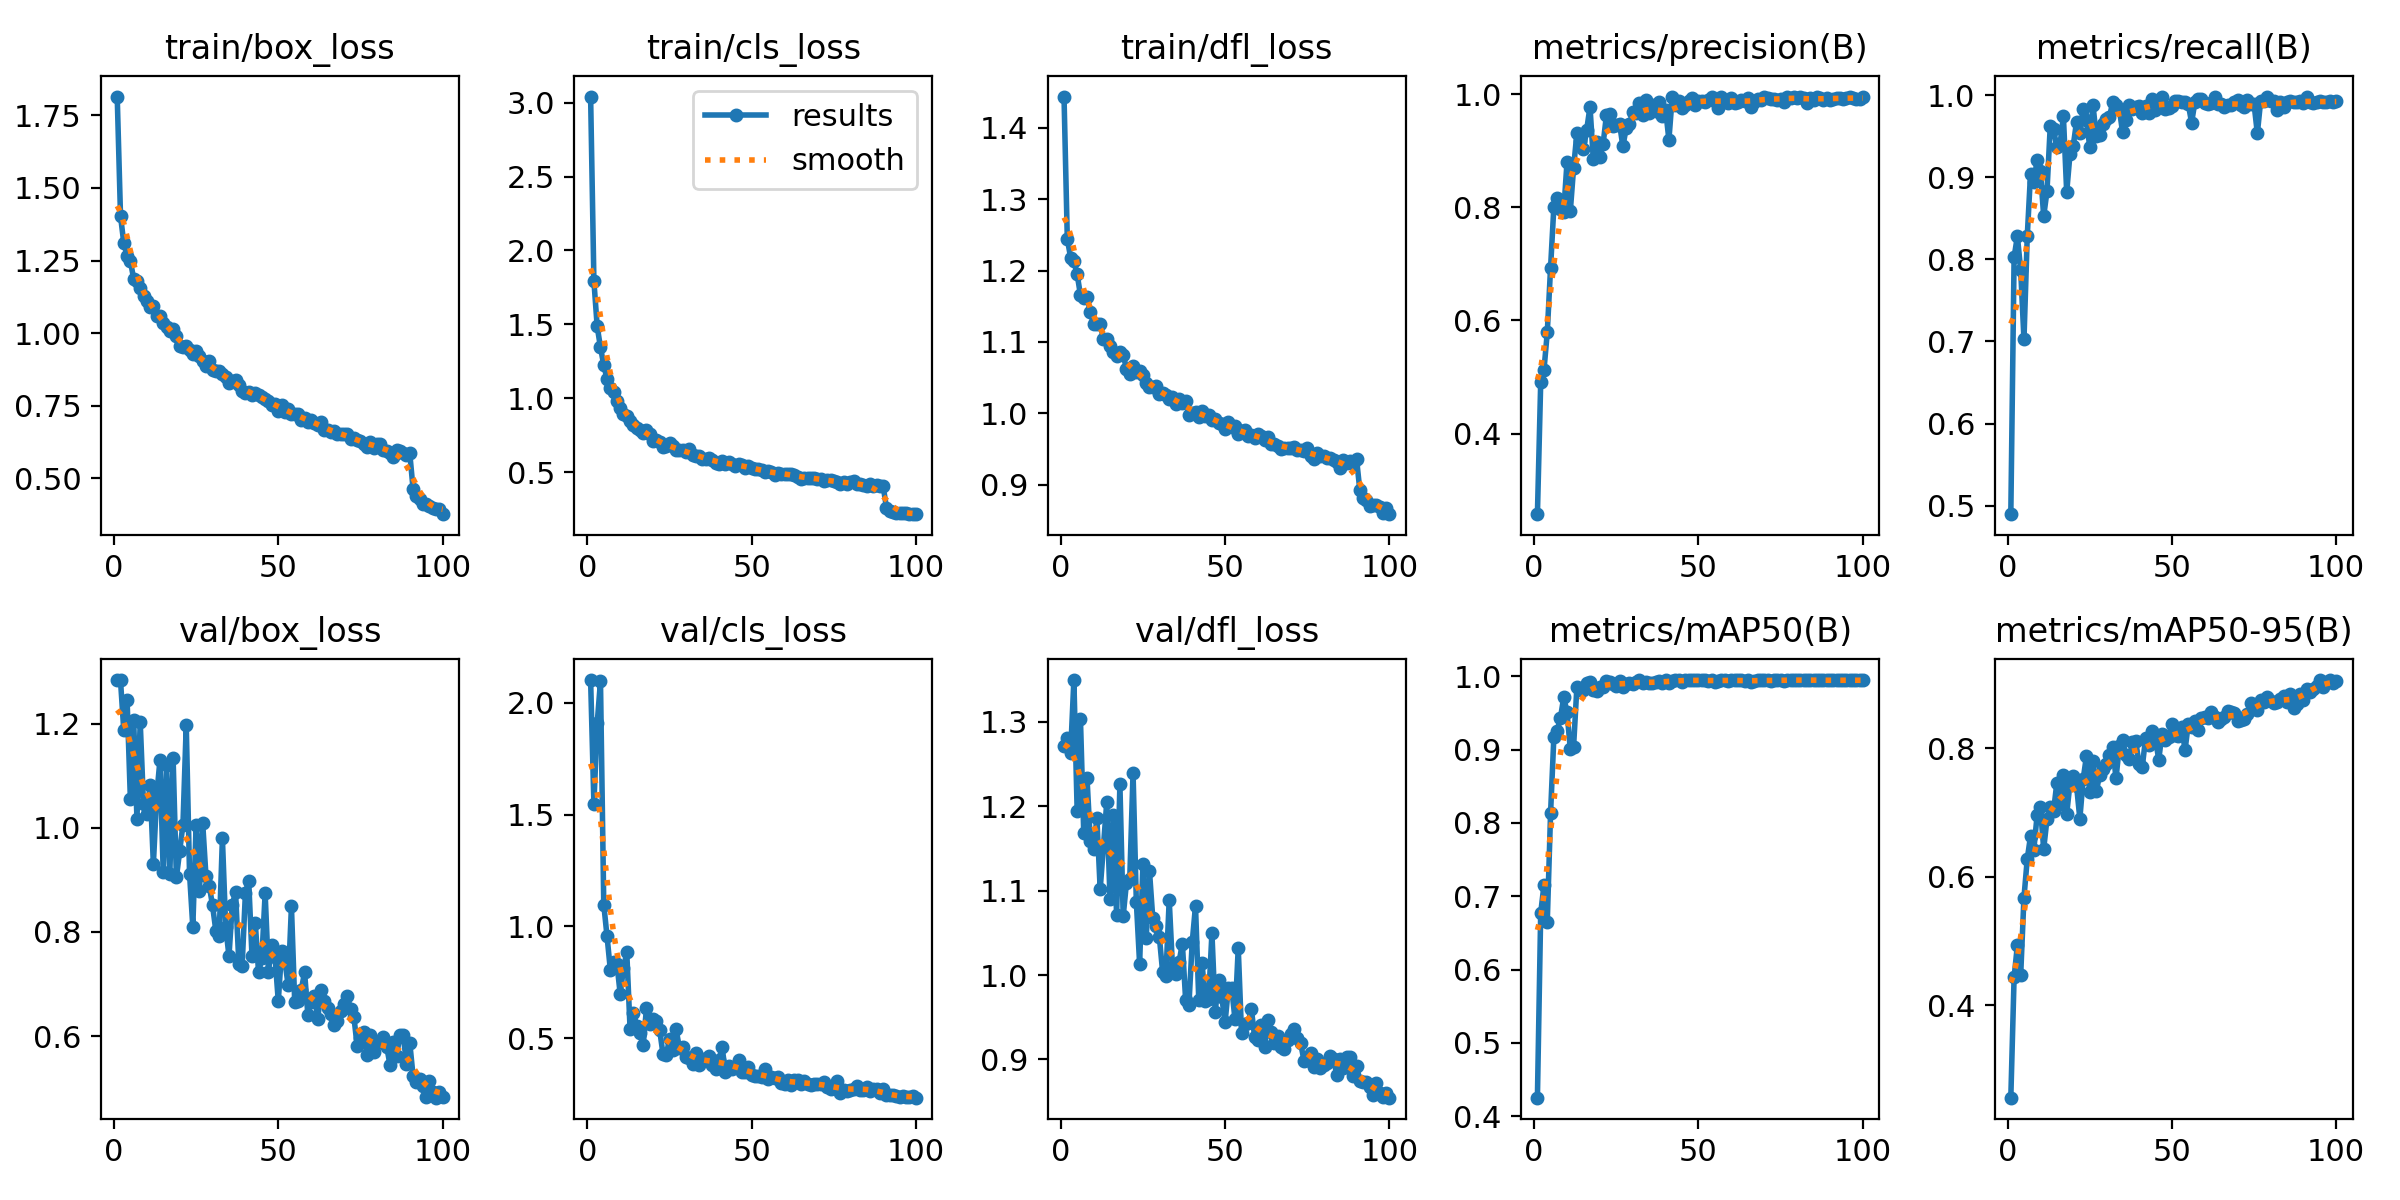 train/box_loss
1.75
1.50
1.25
1.00
0.75
0.50
0 50 100
train/cls_loss
results
smooth
3.0
2.5
2.0
1.5
1.0
0.5
0 50 100
train/dfl_loss
1.4
1.3
1.2
1.1
1.0
0.9
0 50 100
metrics/precision(B)
1.0
0.8
0.6
0.4
0 50 100
metrics/recall(B)
1.0
0.9
0.8
0.7
0.6
0.5
0 50 100
val/box_loss
1.2
1.0
0.8
0.6
0 50 100
val/cls_loss
2.0
1.5
1.0
0.5
0 50 100
val/dfl_loss
1.3
1.2
1.1
1.0
0.9
0 50 100
metrics/mAP50(B)
1.0
0.9
0.8
0.7
0.6
0.5
0.4
0 50 100
metrics/mAP50-95(B)
0.8
0.6
0.4
0 50 100